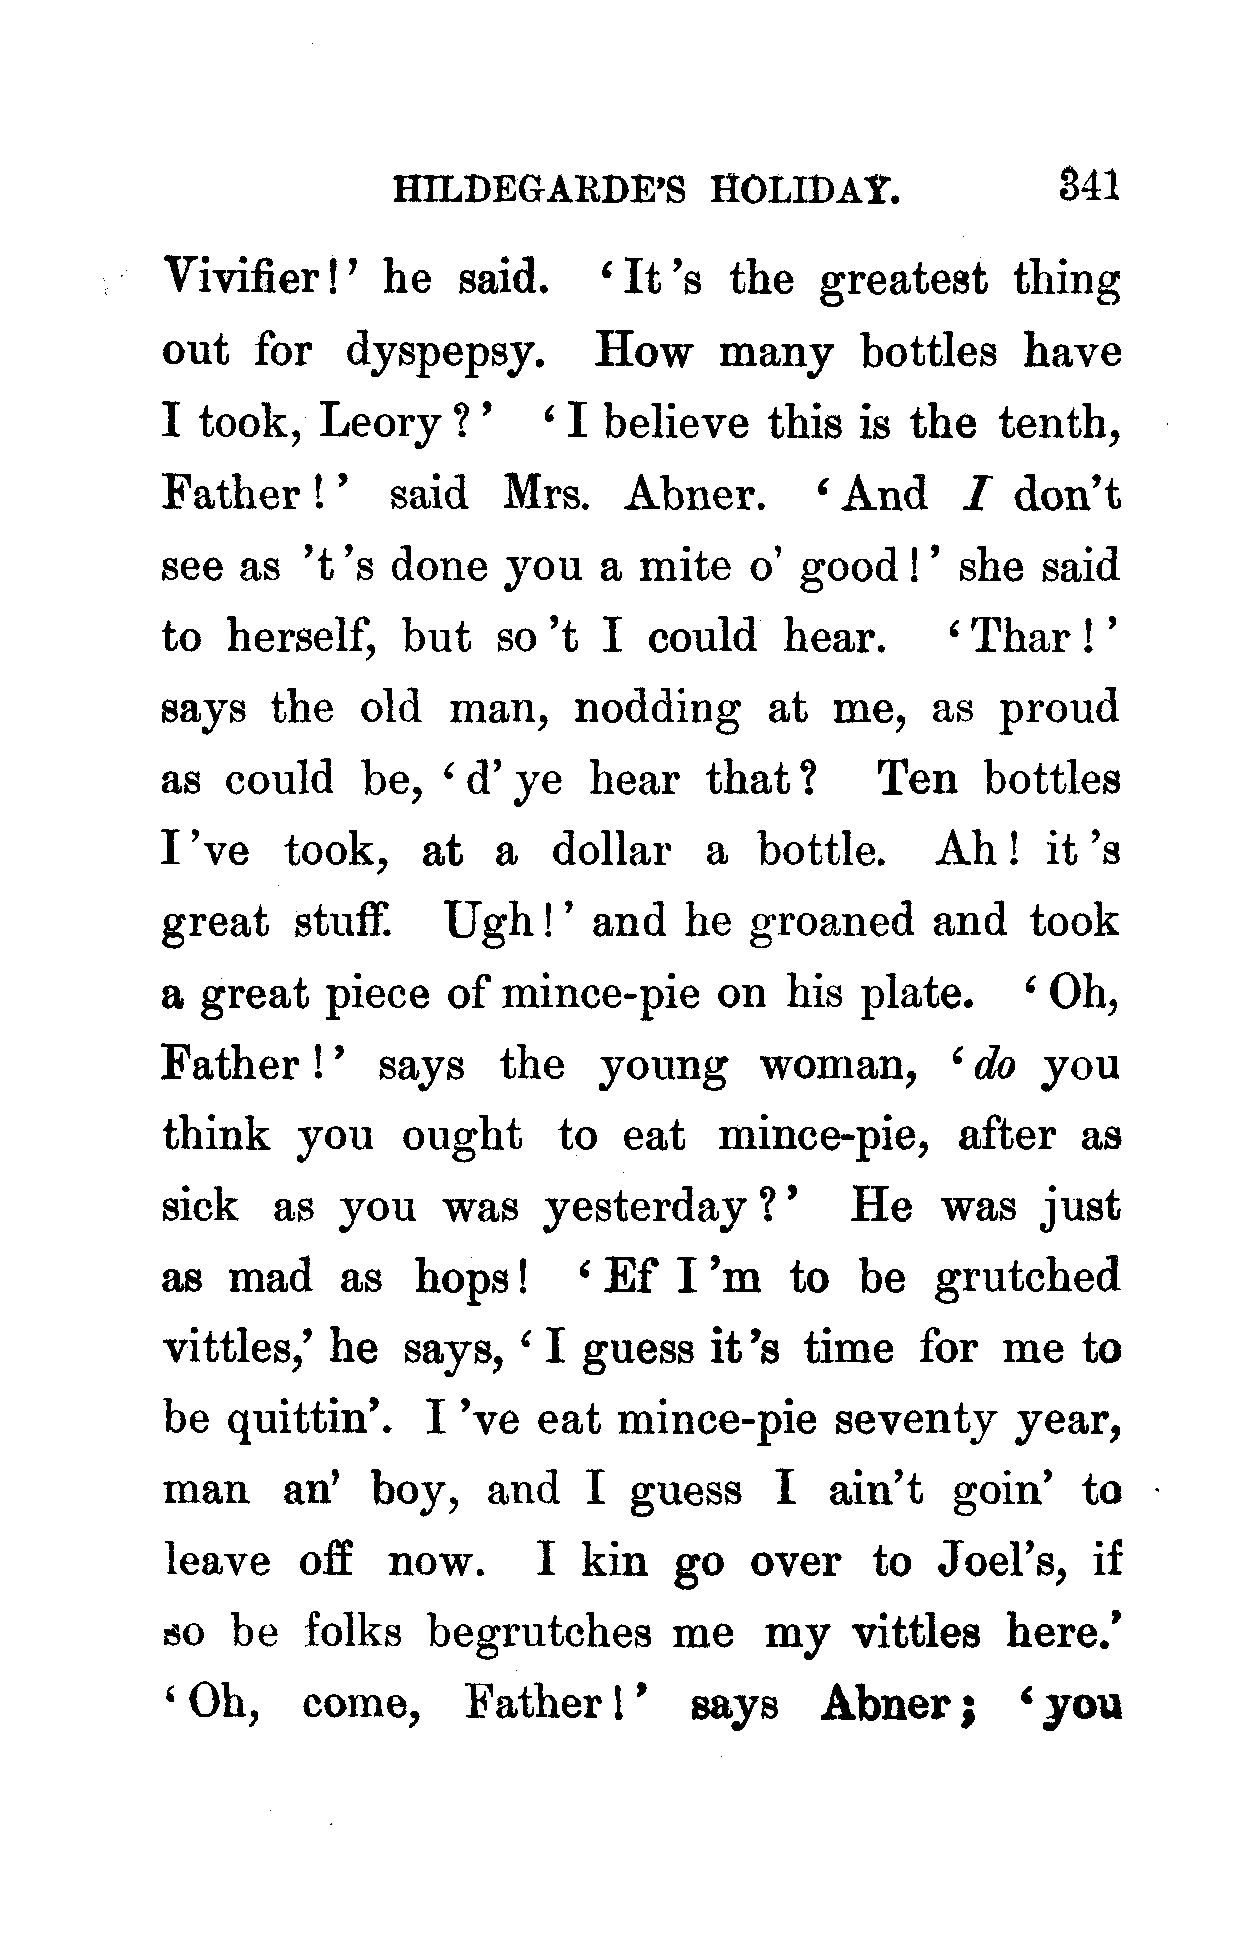 HILDEGARDE'S HOLIDAY. 341
Vivifier!' he said. 'It 's the greatest thing
out for dyspepsy. How many bottles have
I took, Leory?' 'I believe this is the tenth,
Father!' said Mrs. Abner. 'And I don't
see as 't 's done you a mite o' good!' she said
to herself, but so 't I could hear. 'Thar!'
says the old man, nodding at me, as proud
as could be, 'd' ye hear that? Ten bottles
I 've took, at a dollar a bottle. Ah! it 's
great stuff. Ugh!' and he groaned and took
a great piece of mince-pie on his plate. 'Oh,
Father!' says the young woman, 'do you
think you ought to eat mince-pie, after as
sick as you was yesterday?' He was just
as mad as hops! 'Ef I 'm to be grutched
vittles,' he says, 'I guess it 's time for me to
be quittin'. I 've eat mince-pie seventy year,
man an' boy, and I guess I ain't goin' to
leave off now. I kin go over to Joel's, if
so be folks begrutches me my vittles here.'
'Oh, come, Father!' says Abner; 'you